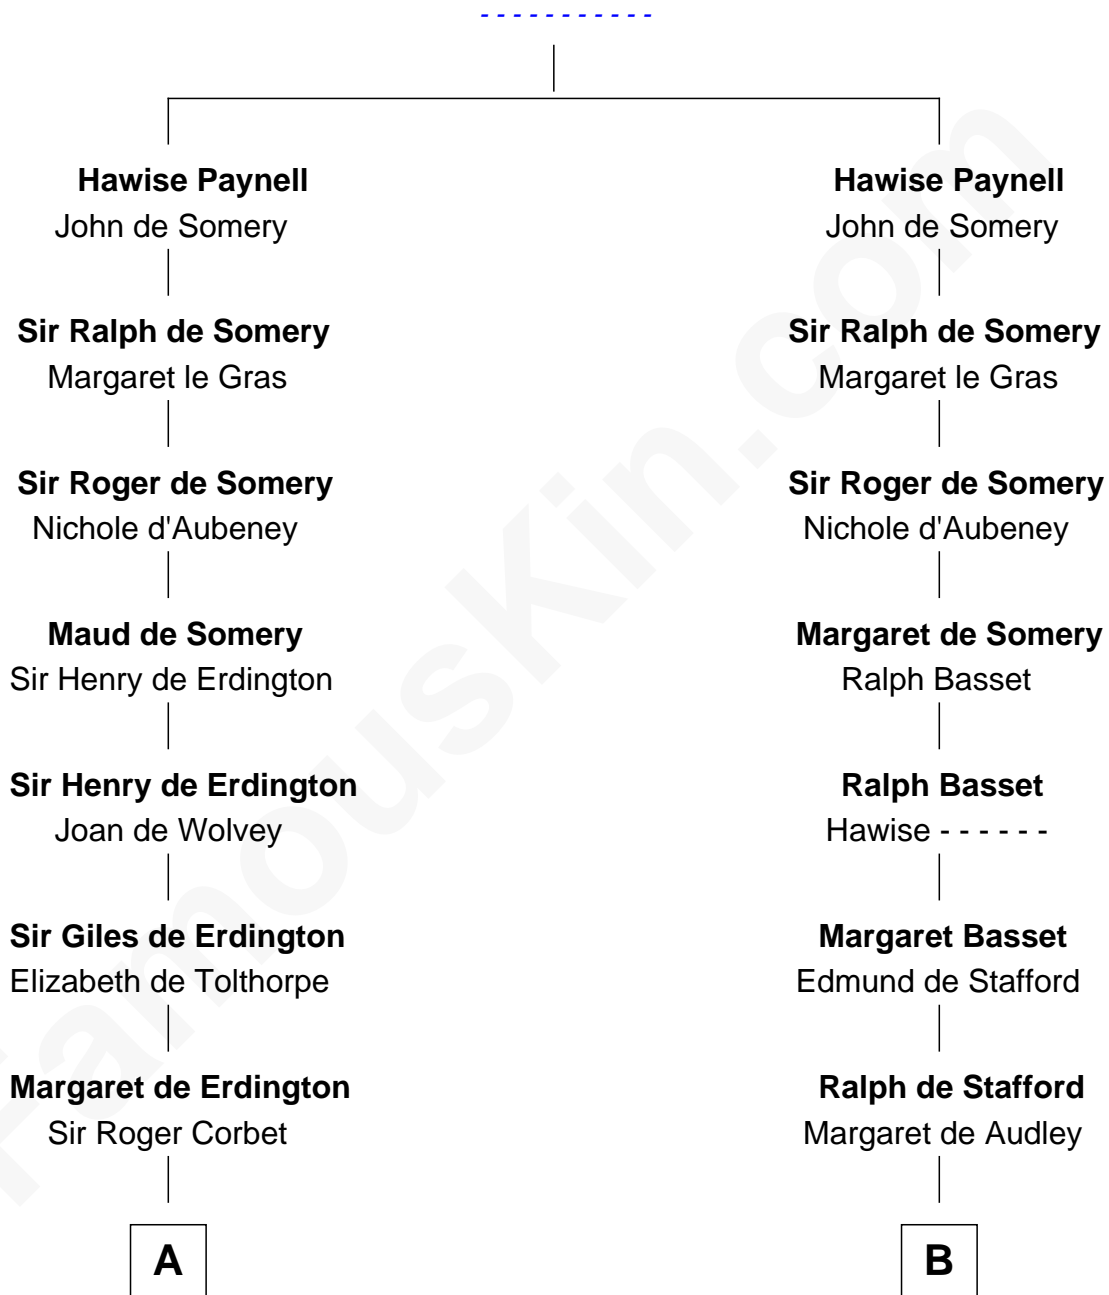 - - - - - - - - - - -
Hawise Paynell
John de Somery
Sir Ralph de Somery
Margaret le Gras
Sir Roger de Somery
Nichole d'Aubeney
Maud de Somery
Sir Henry de Erdington
Sir Henry de Erdington
Joan de Wolvey
Sir Giles de Erdington
Elizabeth de Tolthorpe
Margaret de Erdington
Sir Roger Corbet
A
Hawise Paynell
John de Somery
Sir Ralph de Somery
Margaret le Gras
Sir Roger de Somery
Nichole d'Aubeney
Margaret de Somery
Ralph Basset
Ralph Basset
Hawise - - - - - -
Margaret Basset
Edmund de Stafford
Ralph de Stafford
Margaret de Audley
B
FamousKin.com